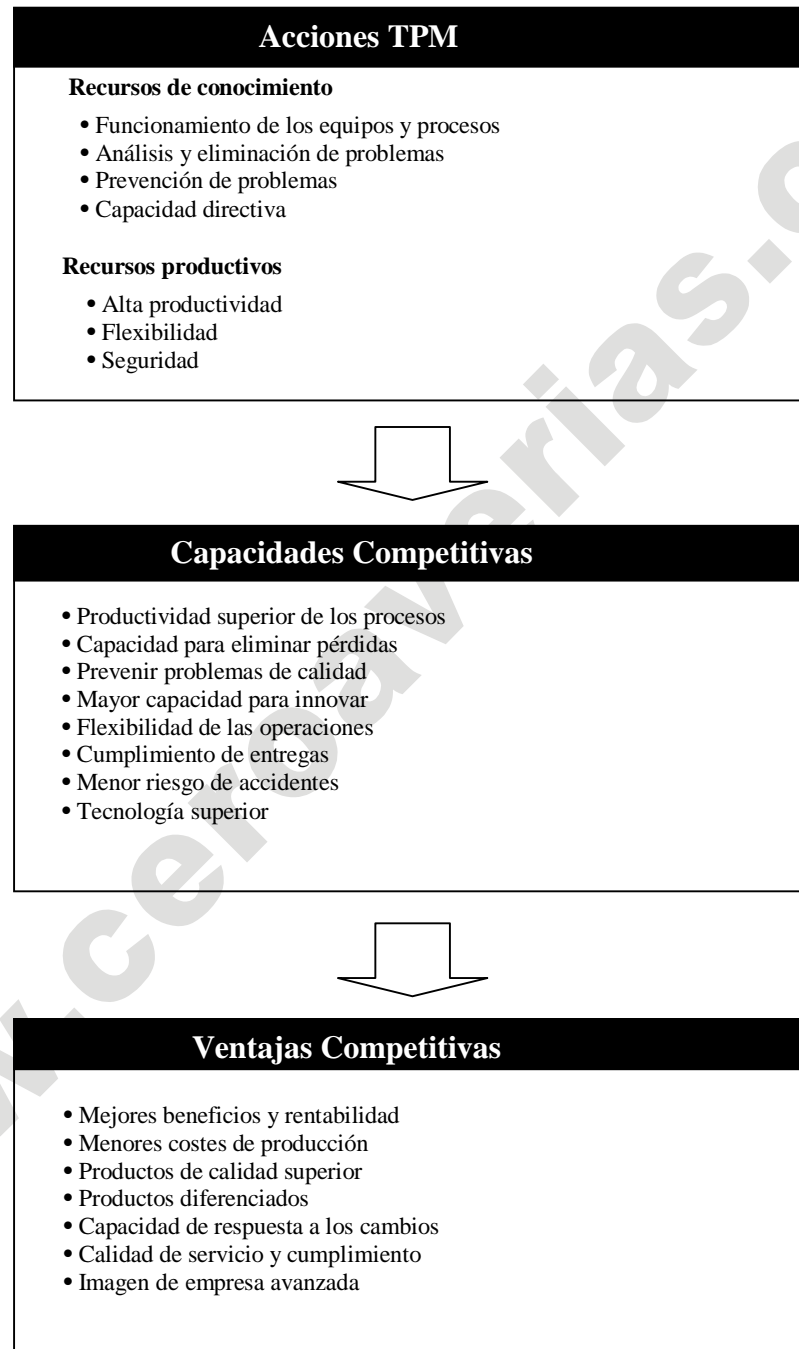 Acciones TPM
Recursos de conocimiento
• Funcionamiento de los equipos y procesos
• Análisis y eliminación de problemas
• Prevención de problemas
• Capacidad directiva
Recursos productivos
• Alta productividad
• Flexibilidad
• Seguridad
Capacidades Competitivas
• Productividad superior de los procesos
• Capacidad para eliminar pérdidas
• Prevenir problemas de calidad
• Mayor capacidad para innovar
• Flexibilidad de las operaciones
• Cumplimiento de entregas
• Menor riesgo de accidentes
• Tecnología superior
Ventajas Competitivas
• Mejores beneficios y rentabilidad
• Menores costes de producción
• Productos de calidad superior
• Productos diferenciados
• Capacidad de respuesta a los cambios
• Calidad de servicio y cumplimiento
• Imagen de empresa avanzada
w.ceroaverias.c